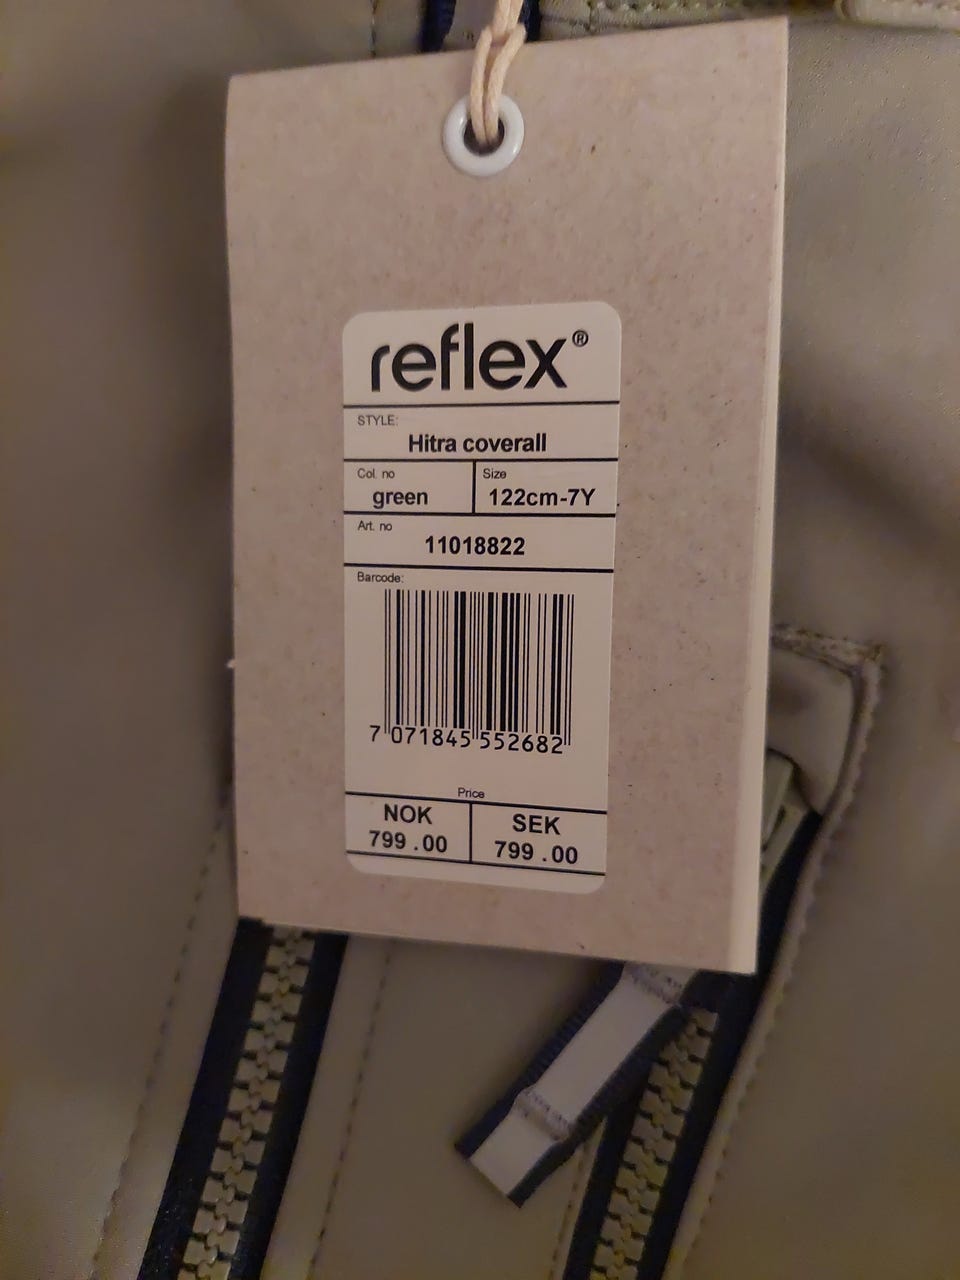 reflex®
STYLE:
Hitra coverall
Col. no
green
Size
122cm-7Y
Art. no
11018822
Barcode:
7 071845 552682
Price
NOK
799 .00
SEK
799 .00